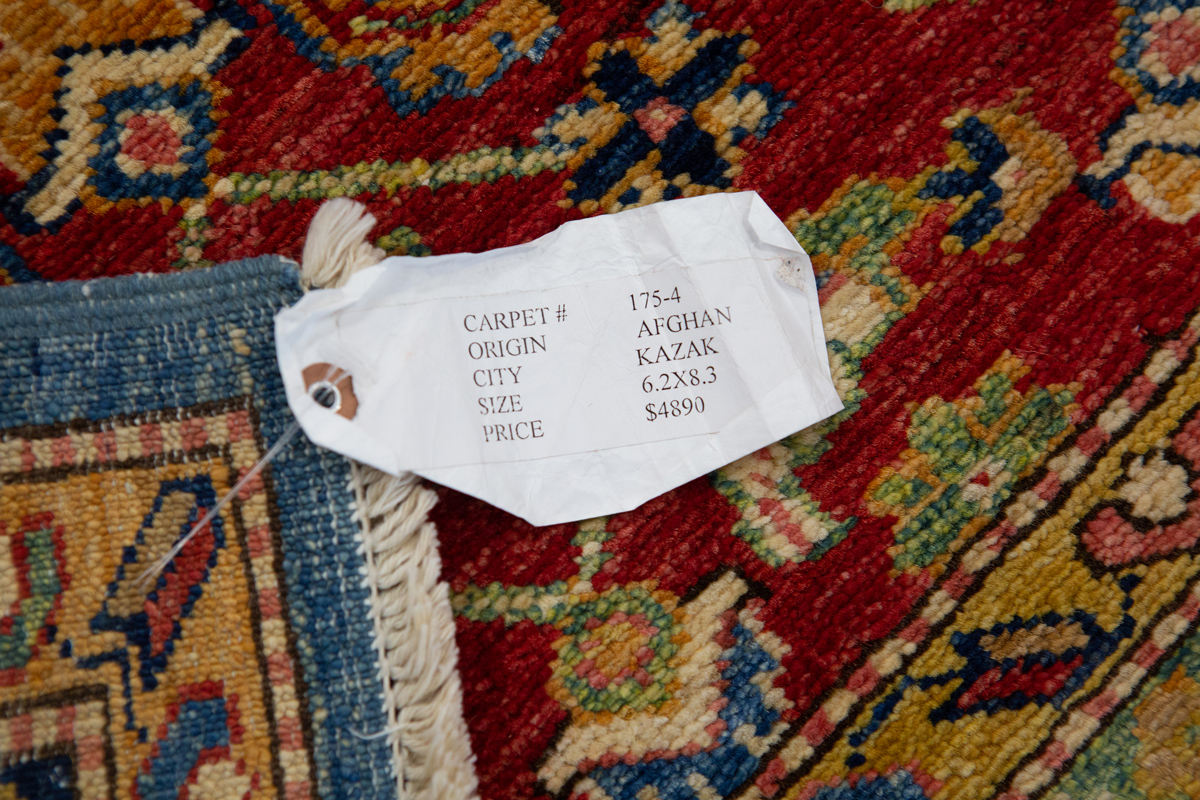 CARPET # 175-4
ORIGIN AFGHAN
CITY KAZAK
SIZE 6.2X8.3
PRICE $4890